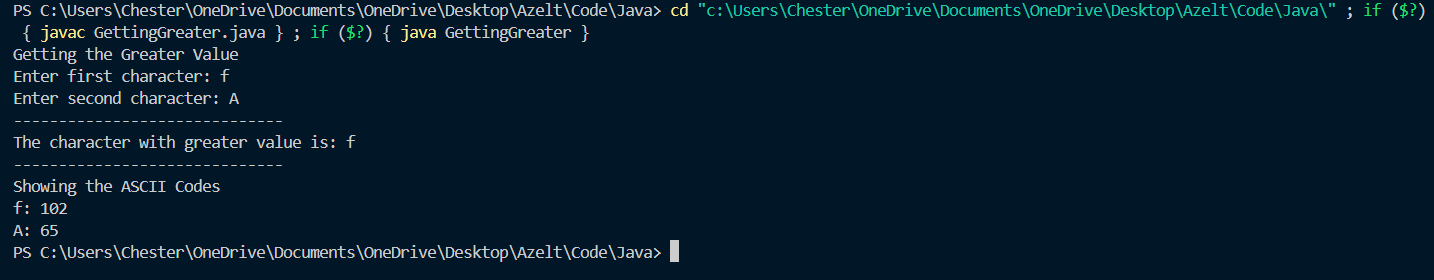 PS C:\Users\Chester\OneDrive\Documents\OneDrive\Desktop\Azelt\Code\Java> cd "c:\Users\Chester\OneDrive\Documents\OneDrive\Desktop\Azelt\Code\Java\" ; if ($?)
 { javac GettingGreater.java } ; if ($?) { java GettingGreater }
Getting the Greater Value
Enter first character: f
Enter second character: A
------------------------------
The character with greater value is: f
------------------------------
Showing the ASCII Codes
f: 102
A: 65
PS C:\Users\Chester\OneDrive\Documents\OneDrive\Desktop\Azelt\Code\Java>